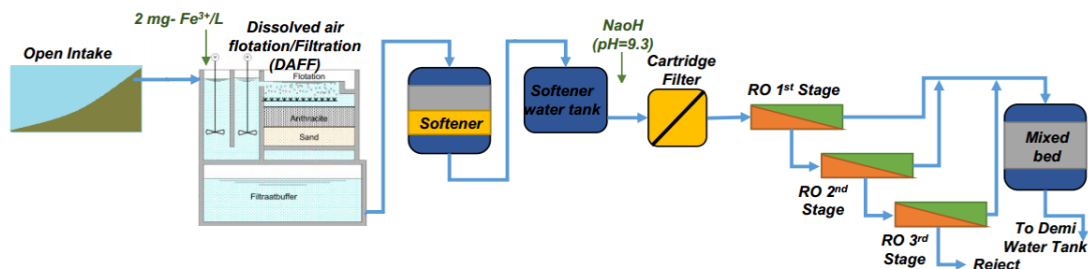 2 mg- Fe³⁺/L
Open Intake
Dissolved air
flotation/Filtration
(DAFF)
Flotation
Anthracite
Sand
Filtraatbuffer
Softener
Softener
water tank
NaoH
(pH=9.3)
Cartridge
Filter
RO 1st Stage
RO 2nd
Stage
RO 3rd
Stage
Reject
Mixed
bed
To Demi
Water Tank